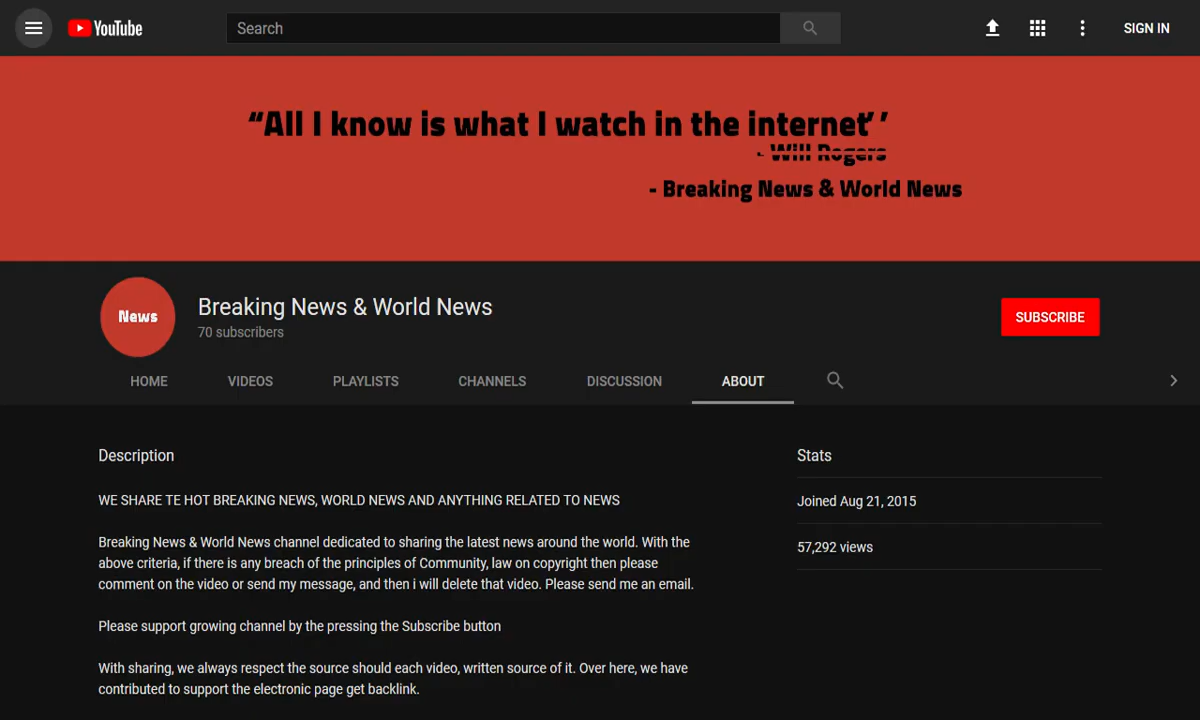 YouTube
Search
SIGN IN
“All I know is what I watch in the internet’’
- Will Rogers
- Breaking News & World News
News
Breaking News & World News
70 subscribers
SUBSCRIBE
HOME
VIDEOS
PLAYLISTS
CHANNELS
DISCUSSION
ABOUT
Description
WE SHARE TE HOT BREAKING NEWS, WORLD NEWS AND ANYTHING RELATED TO NEWS
Breaking News & World News channel dedicated to sharing the latest news around the world. With the
above criteria, if there is any breach of the principles of Community, law on copyright then please
comment on the video or send my message, and then i will delete that video. Please send me an email.
Please support growing channel by the pressing the Subscribe button
With sharing, we always respect the source should each video, written source of it. Over here, we have
contributed to support the electronic page get backlink.
Stats
Joined Aug 21, 2015
57,292 views